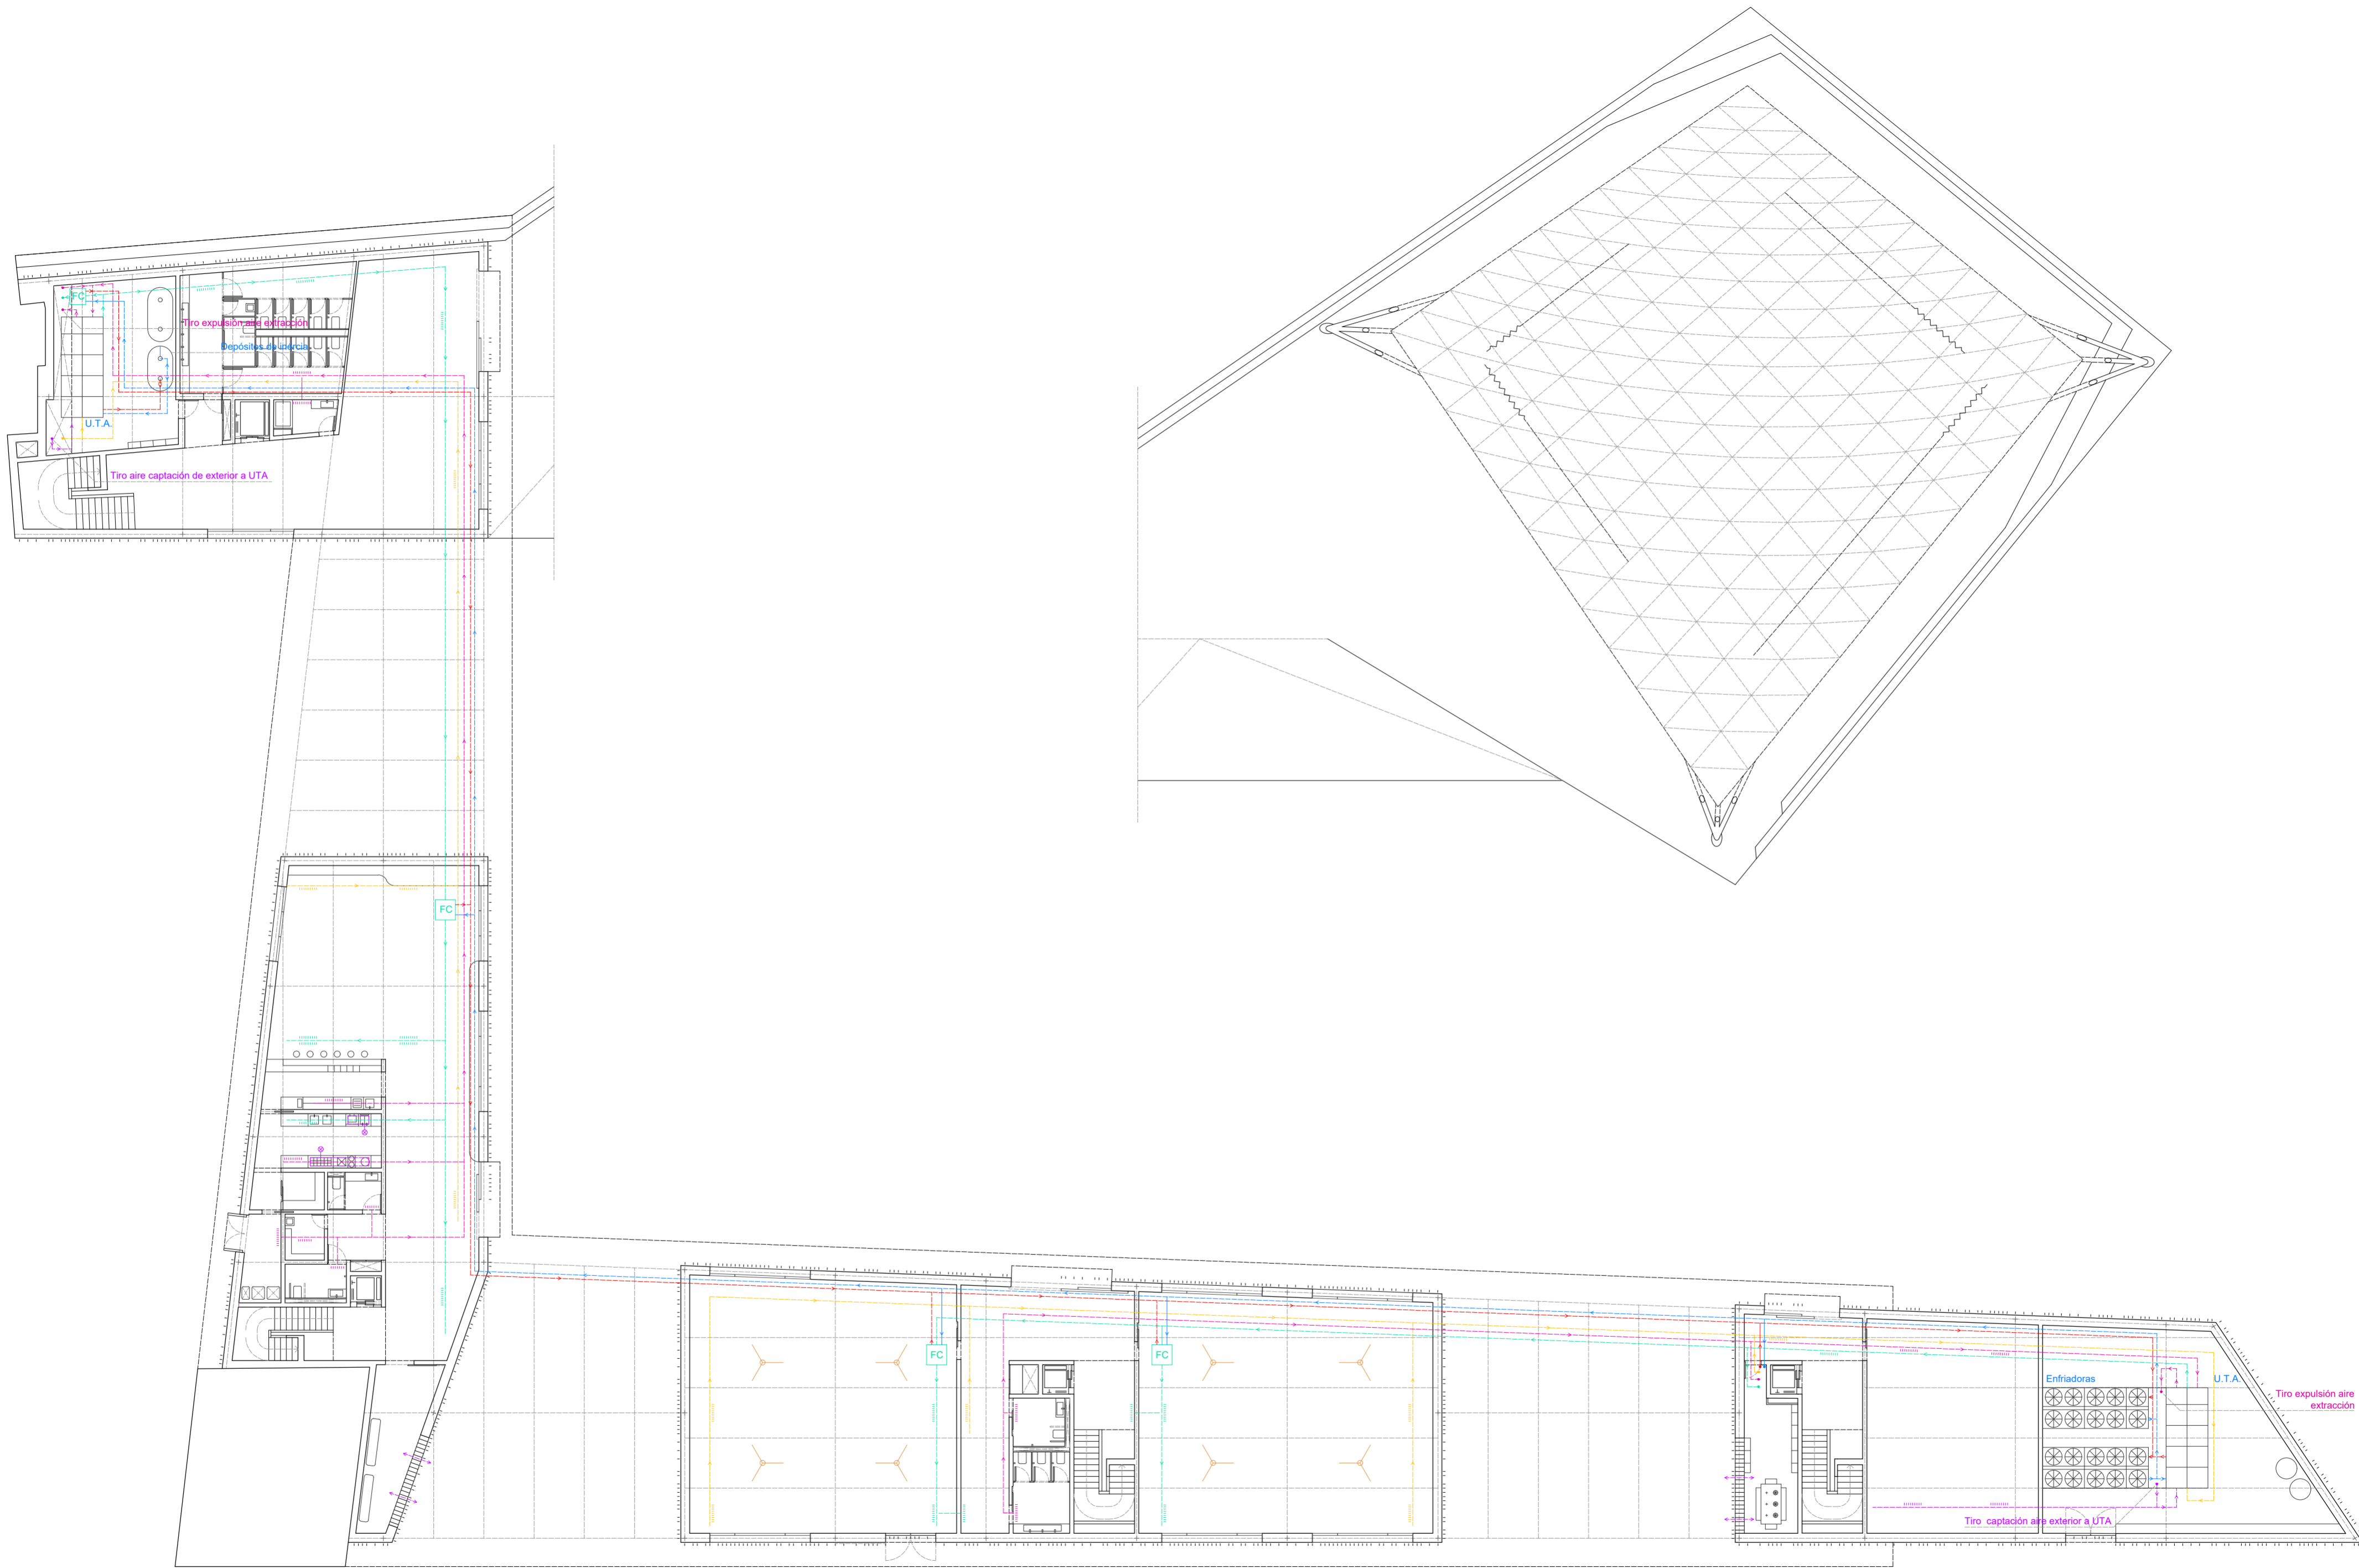 FC
Tiro expulsión aire extracción
Depósitos de inercia
U.T.A.
Tiro aire captación de exterior a UTA
FC
FC
FC
Enfriadoras
U.T.A.
Tiro expulsión aire
extracción
Tiro captación aire exterior a UTA